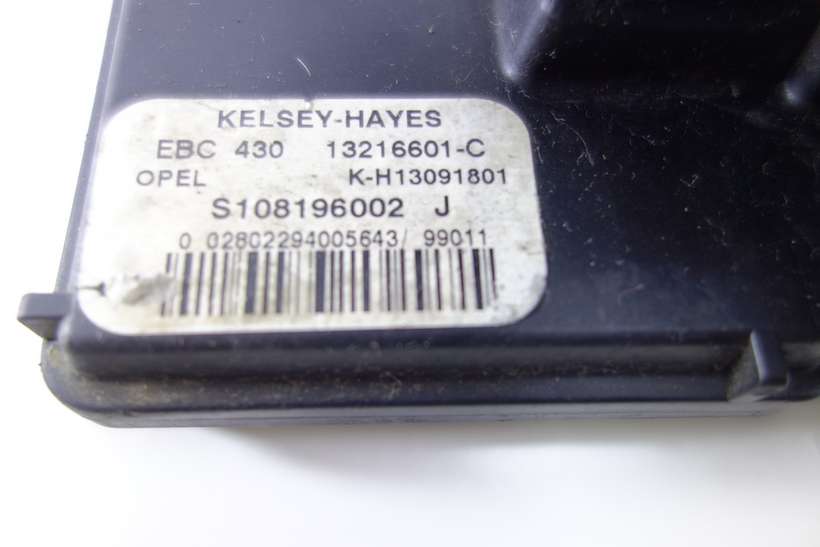 KELSEY-HAYES
EBC 430 13216601-C
OPEL K-H13091801
S108196002 J
0 02802294005643/ 99011